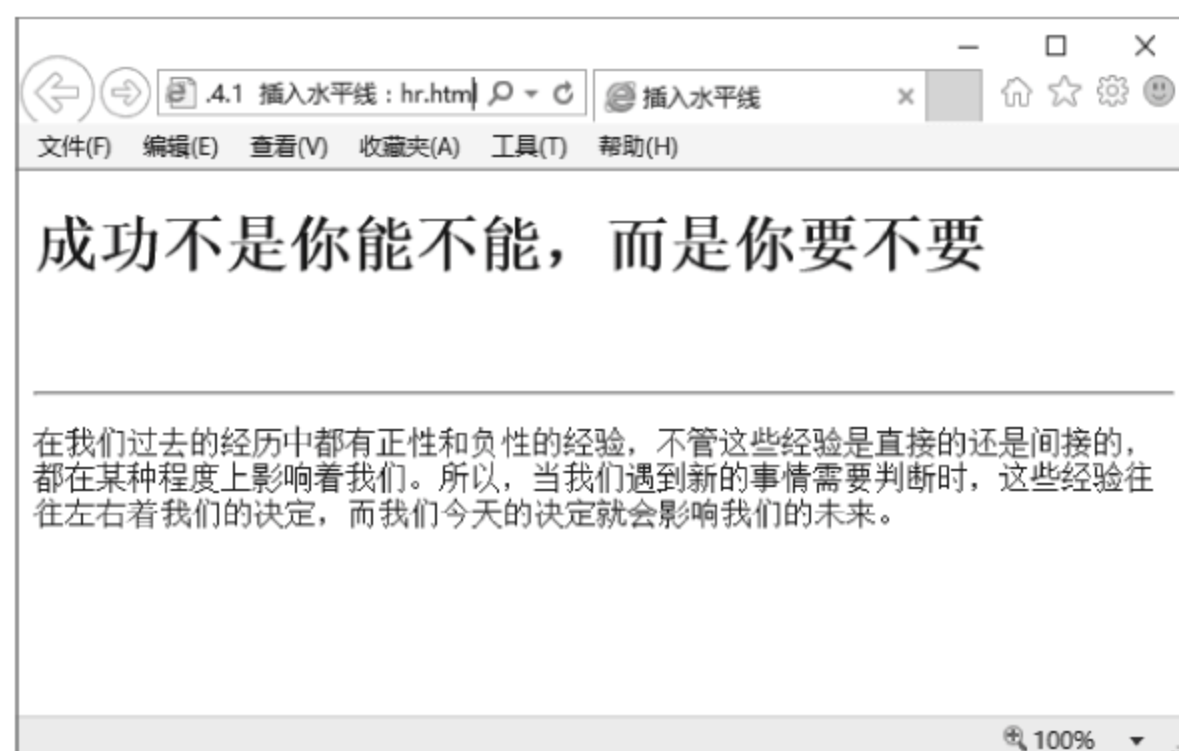 .4.1 插入水平线：hr.html
插入水平线
文件(F) 编辑(E) 查看(V) 收藏夹(A) 工具(T) 帮助(H)
成功不是你能不能，而是你要不要
在我们过去的经历中都有正性和负性的经验，不管这些经验是直接的还是间接的，
都在某种程度上影响着我们。所以，当我们遇到新的事情需要判断时，这些经验往
往左右着我们的决定，而我们今天的决定就会影响我们的未来。
100%